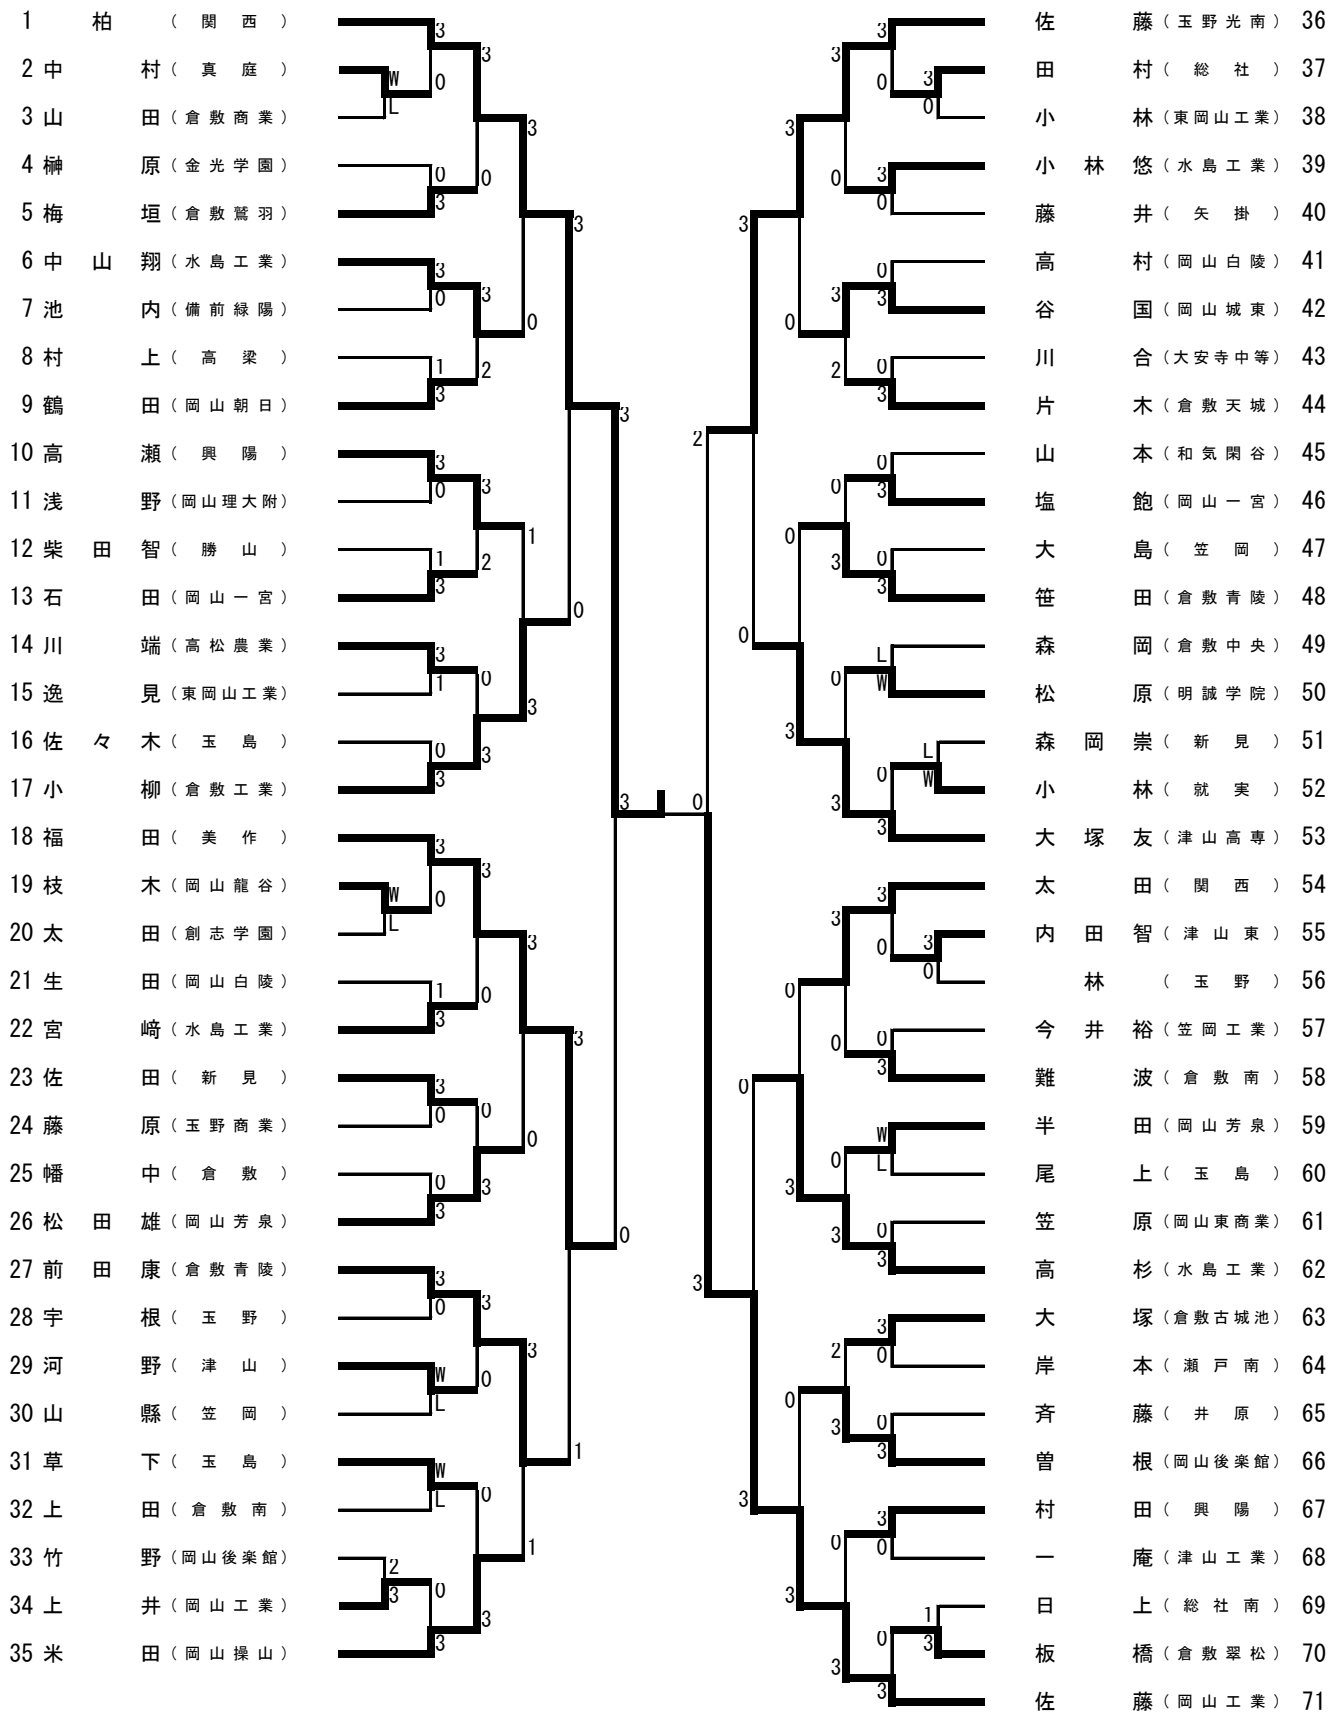 1 柏 (関西)
2 中村 (真庭)
3 山田 (倉敷商業)
4 榊原 (金光学園)
5 梅垣 (倉敷鷲羽)
6 中山翔 (水島工業)
7 池内 (備前緑陽)
8 村上 (高梁)
9 鶴田 (岡山朝日)
10 高瀬 (興陽)
11 浅野 (岡山理大附)
12 柴田智 (勝山)
13 石田 (岡山一宮)
14 川端 (高松農業)
15 逸見 (東岡山工業)
16 佐々木 (玉島)
17 小柳 (倉敷工業)
18 福田 (美作)
19 枝木 (岡山龍谷)
20 太田 (創志学園)
21 生田 (岡山白陵)
22 宮﨑 (水島工業)
23 佐田 (新見)
24 藤原 (玉野商業)
25 幡中 (倉敷)
26 松田雄 (岡山芳泉)
27 前田康 (倉敷青陵)
28 宇根 (玉野)
29 河野 (津山)
30 山縣 (笠岡)
31 草下 (玉島)
32 上田 (倉敷南)
33 竹野 (岡山後楽館)
34 上井 (岡山工業)
35 米田 (岡山操山)
佐藤 (玉野光南) 36
田村 (総社) 37
小林 (東岡山工業) 38
小林悠 (水島工業) 39
藤井 (矢掛) 40
高村 (岡山白陵) 41
谷国 (岡山城東) 42
川合 (大安寺中等) 43
片木 (倉敷天城) 44
山本 (和気閑谷) 45
塩飽 (岡山一宮) 46
大島 (笠岡) 47
笹田 (倉敷青陵) 48
森岡 (倉敷中央) 49
松原 (明誠学院) 50
森岡崇 (新見) 51
小林 (就実) 52
大塚友 (津山高専) 53
太田 (関西) 54
内田智 (津山東) 55
林 (玉野) 56
今井裕 (笠岡工業) 57
難波 (倉敷南) 58
半田 (岡山芳泉) 59
尾上 (玉島) 60
笠原 (岡山東商業) 61
高杉 (水島工業) 62
大塚 (倉敷古城池) 63
岸本 (瀬戸南) 64
斉藤 (井原) 65
曽根 (岡山後楽館) 66
村田 (興陽) 67
一庵 (津山工業) 68
日上 (総社南) 69
板橋 (倉敷翠松) 70
佐藤 (岡山工業) 71